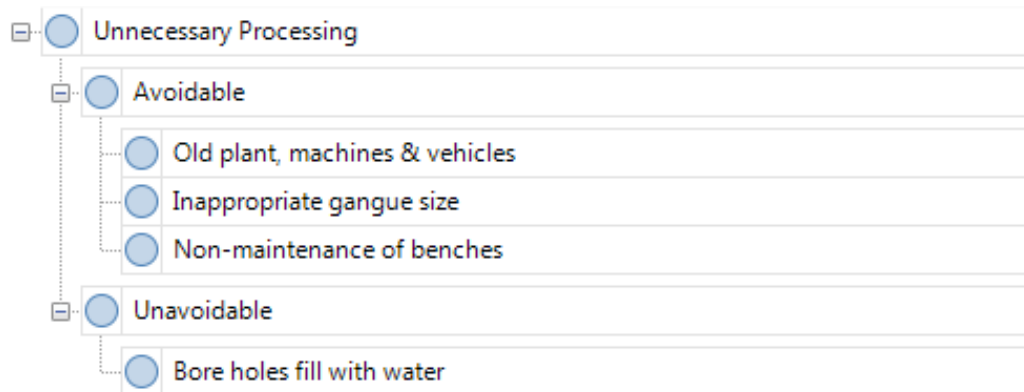 Unnecessary Processing
Avoidable
Old plant, machines & vehicles
Inappropriate gangue size
Non-maintenance of benches
Unavoidable
Bore holes fill with water